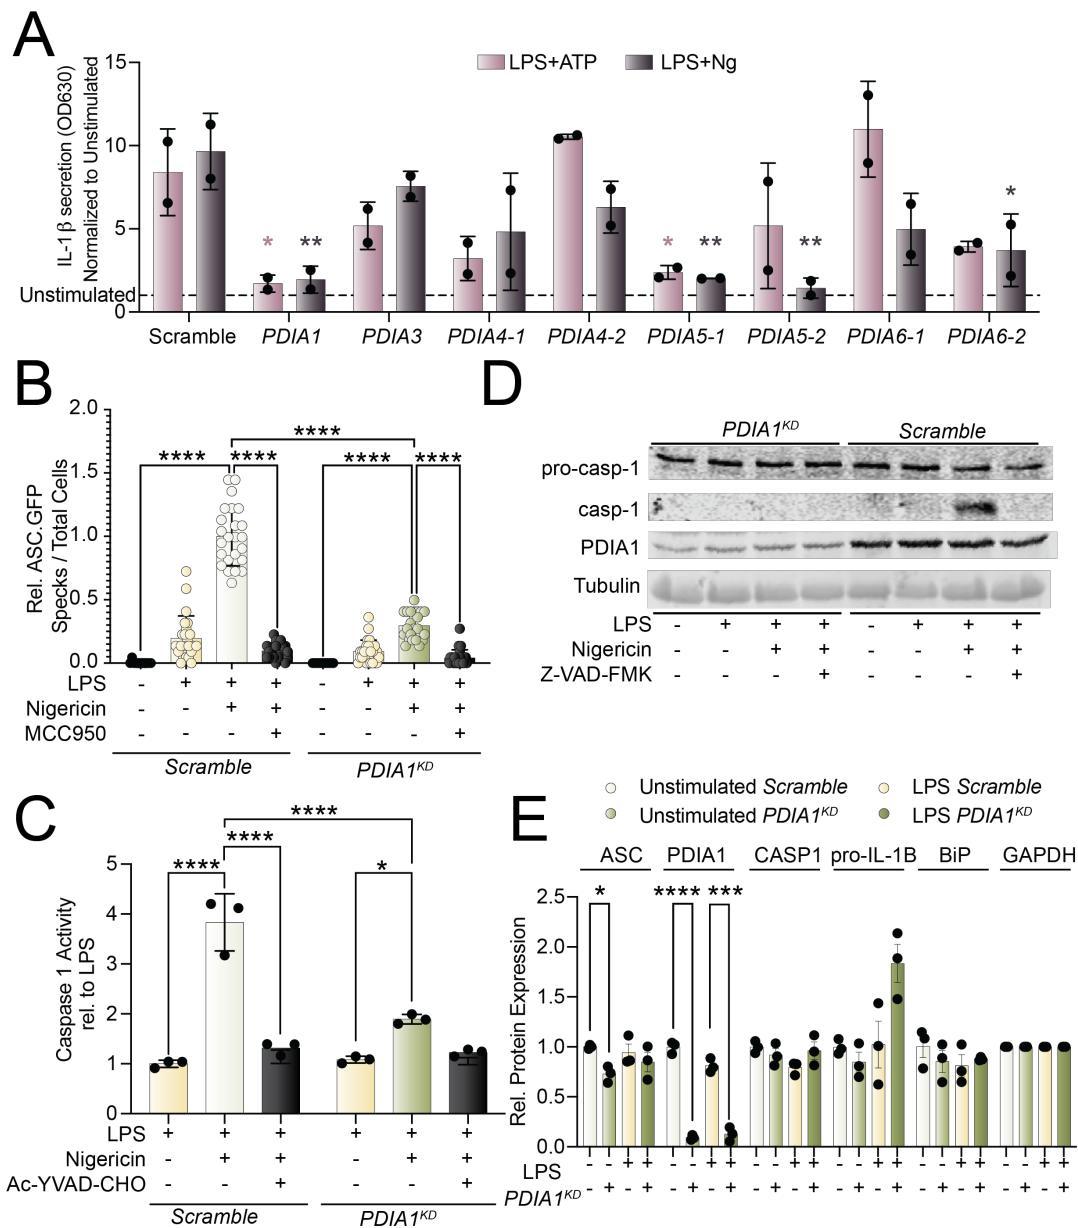 A
LPS+ATP LPS+Ng
IL-1 β secretion (OD630)
Normalized to Unstimulated
15
10
5
Unstimulated
0
* ** * ** ** *
Scramble PDIA1 PDIA3 PDIA4-1 PDIA4-2 PDIA5-1 PDIA5-2 PDIA6-1 PDIA6-2
B
Rel. ASC.GFP
Specks / Total Cells
2.0
1.5
1.0
0.5
0.0
****
**** **** **** ****
LPS - + + + - + + +
Nigericin - - + + - - + +
MCC950 - - - + - - - +
Scramble PDIA1KD
C
Caspase 1 Activity
rel. to LPS
5
4
3
2
1
0
****
****
**** *
LPS + + + + + +
Nigericin - + + - + +
Ac-YVAD-CHO - - + - - +
Scramble PDIA1KD
D
PDIA1KD Scramble
pro-casp-1
casp-1
PDIA1
Tubulin
LPS - + + + - + + +
Nigericin - - + + - - + +
Z-VAD-FMK - - - + - - - +
E
Unstimulated Scramble LPS Scramble
Unstimulated PDIA1KD LPS PDIA1KD
ASC PDIA1 CASP1 pro-IL-1B BiP GAPDH
Rel. Protein Expression
2.5
2.0
1.5
1.0
0.5
0.0
* **** ***
LPS - - + + - - + + - - + + - - + + - - + + - - + +
PDIA1KD - + - + - + - + - + - + - + - + - + - + - + - +